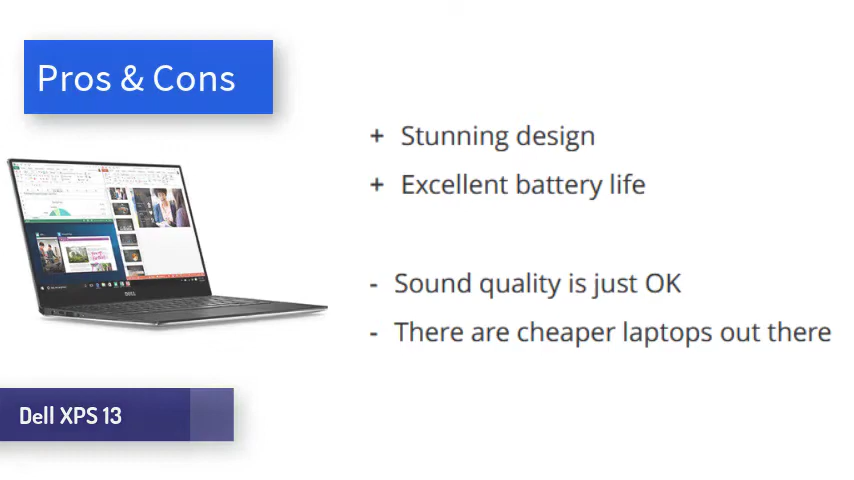 Pros & Cons
+ Stunning design
+ Excellent battery life
- Sound quality is just OK
- There are cheaper laptops out there
DELL
Dell XPS 13